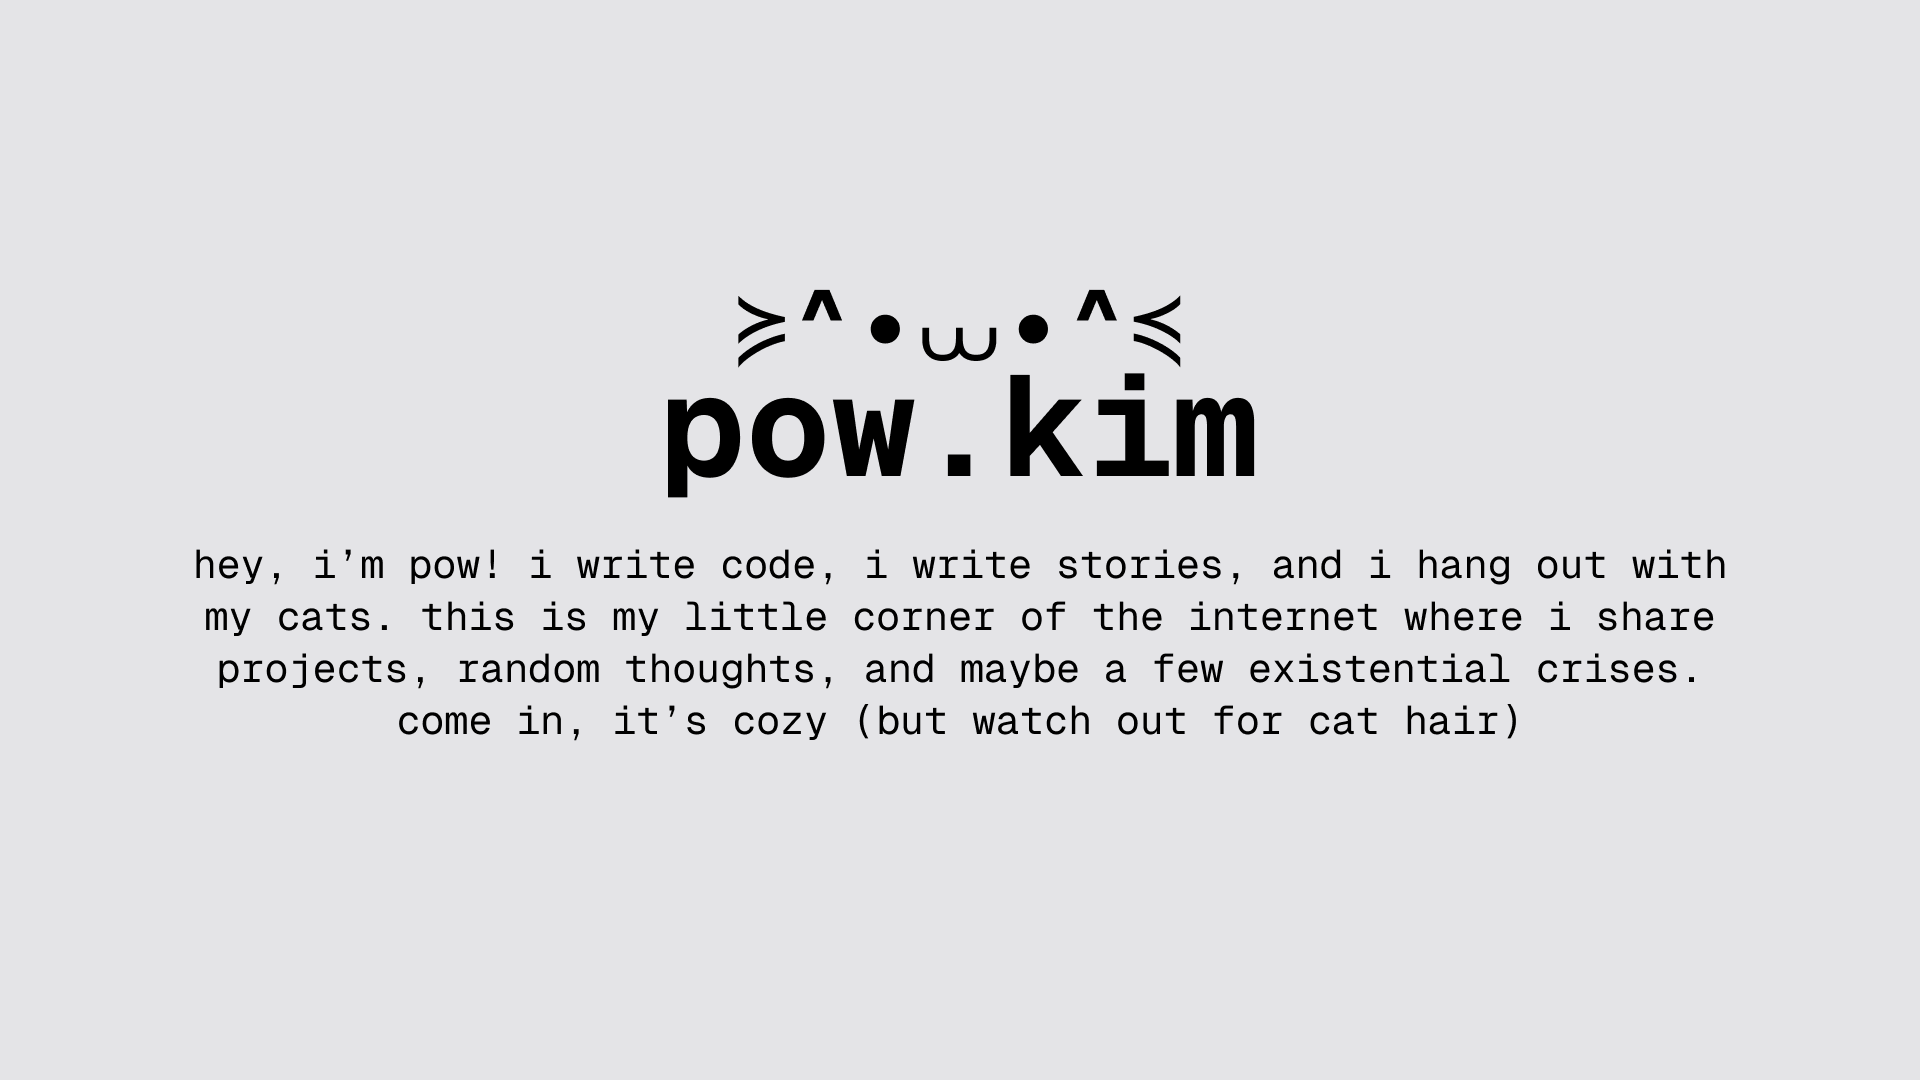 ≽^•ω•^≼
pow.kim
hey, i’m pow! i write code, i write stories, and i hang out with
my cats. this is my little corner of the internet where i share
projects, random thoughts, and maybe a few existential crises.
come in, it’s cozy (but watch out for cat hair)